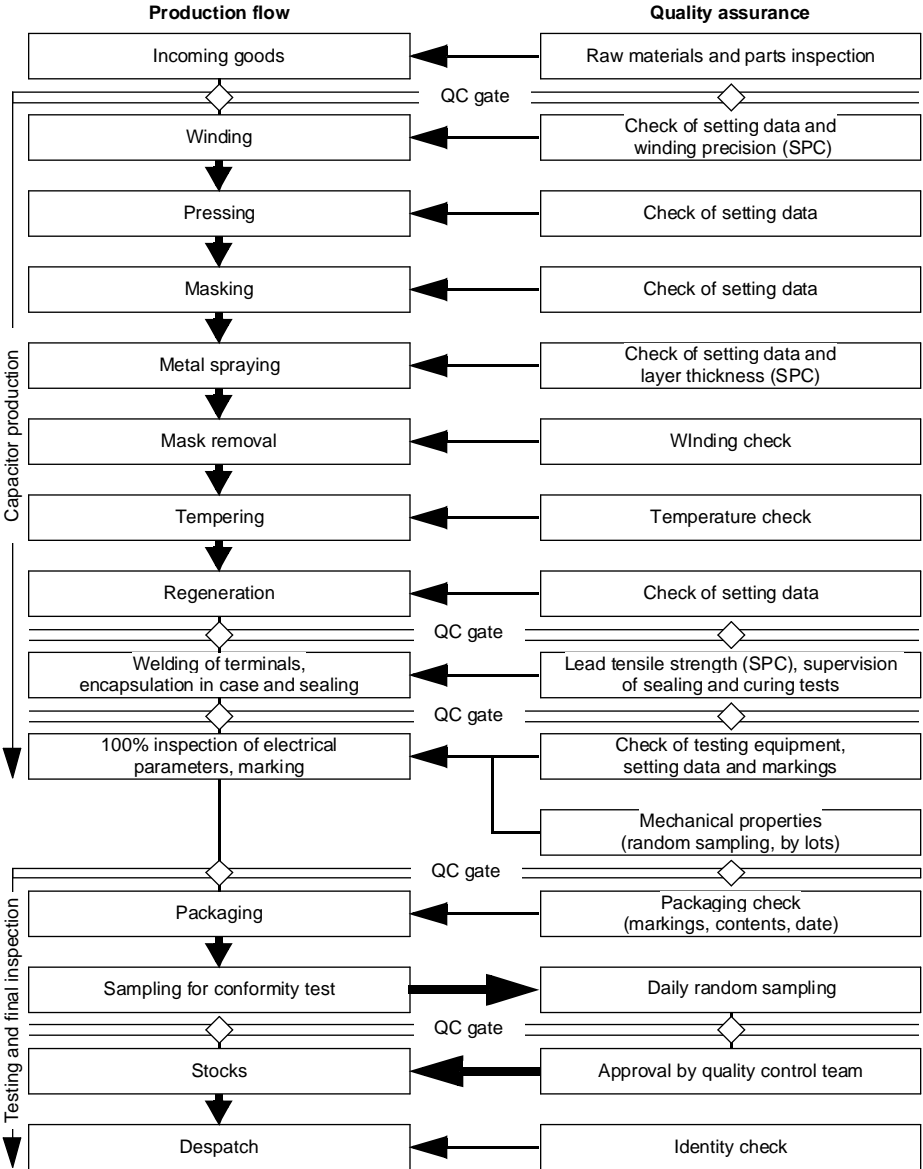 Production flow
Quality assurance
Incoming goods
Raw materials and parts inspection
QC gate
Winding
Check of setting data and
winding precision (SPC)
Pressing
Check of setting data
Masking
Check of setting data
Metal spraying
Check of setting data and
layer thickness (SPC)
Mask removal
WInding check
Tempering
Temperature check
Regeneration
Check of setting data
QC gate
Welding of terminals,
encapsulation in case and sealing
Lead tensile strength (SPC), supervision
of sealing and curing tests
QC gate
100% inspection of electrical
parameters, marking
Check of testing equipment,
setting data and markings
Mechanical properties
(random sampling, by lots)
Capacitor production
QC gate
Packaging
Packaging check
(markings, contents, date)
Sampling for conformity test
Daily random sampling
QC gate
Stocks
Approval by quality control team
Despatch
Identity check
Testing and final inspection